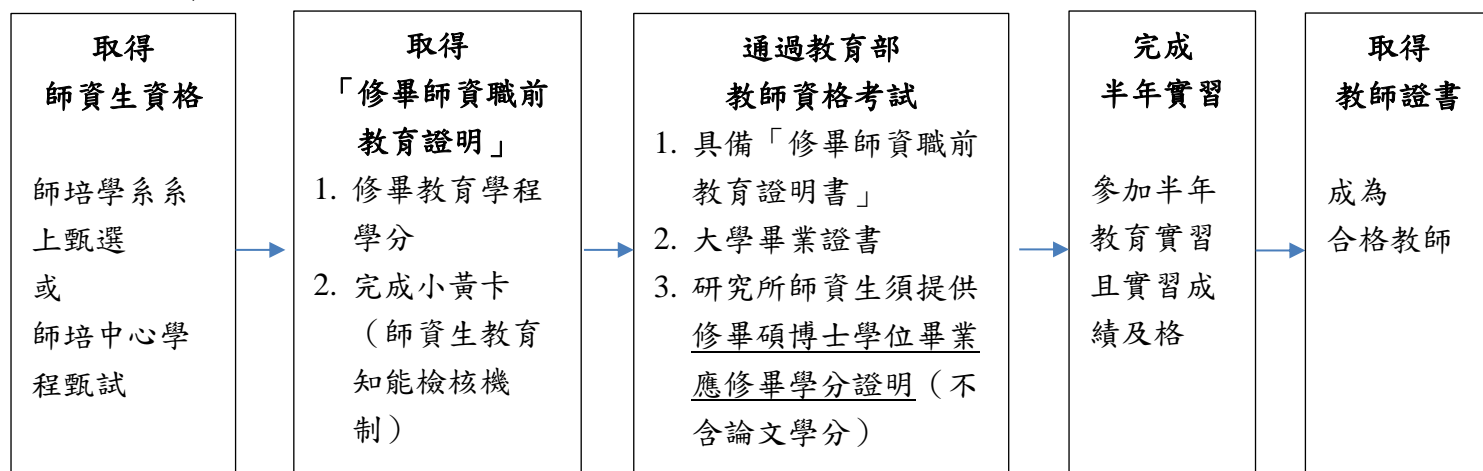 取得
師資生資格
師培學系系
上甄選
或
師培中心學
程甄試
取得
「修畢師資職前
教育證明」
1. 修畢教育學程
學分
2. 完成小黃卡
（師資生教育
知能檢核機
制）
通過教育部
教師資格考試
1. 具備「修畢師資職前
教育證明書」
2. 大學畢業證書
3. 研究所師資生須提供
修畢碩博士學位畢業
應修畢學分證明（不
含論文學分）
完成
半年實習
參加半年
教育實習
且實習成
績及格
取得
教師證書
成為
合格教師